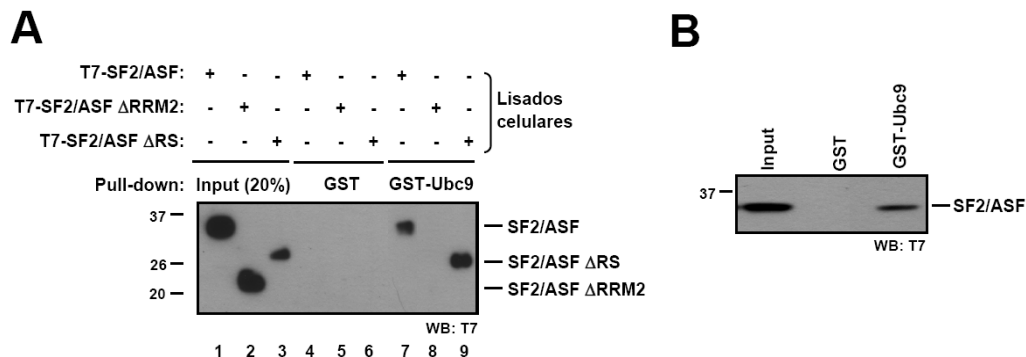 A
T7-SF2/ASF: + - - + - - + - -
T7-SF2/ASF ΔRRM2: - + - - + - - + -
T7-SF2/ASF ΔRS: - - + - - + - - +
Lisados
celulares
Pull-down: Input (20%) GST GST-Ubc9
37
26
20
SF2/ASF
SF2/ASF ΔRS
SF2/ASF ΔRRM2
WB: T7
1 2 3 4 5 6 7 8 9
B
Input
GST
GST-Ubc9
37
SF2/ASF
WB: T7